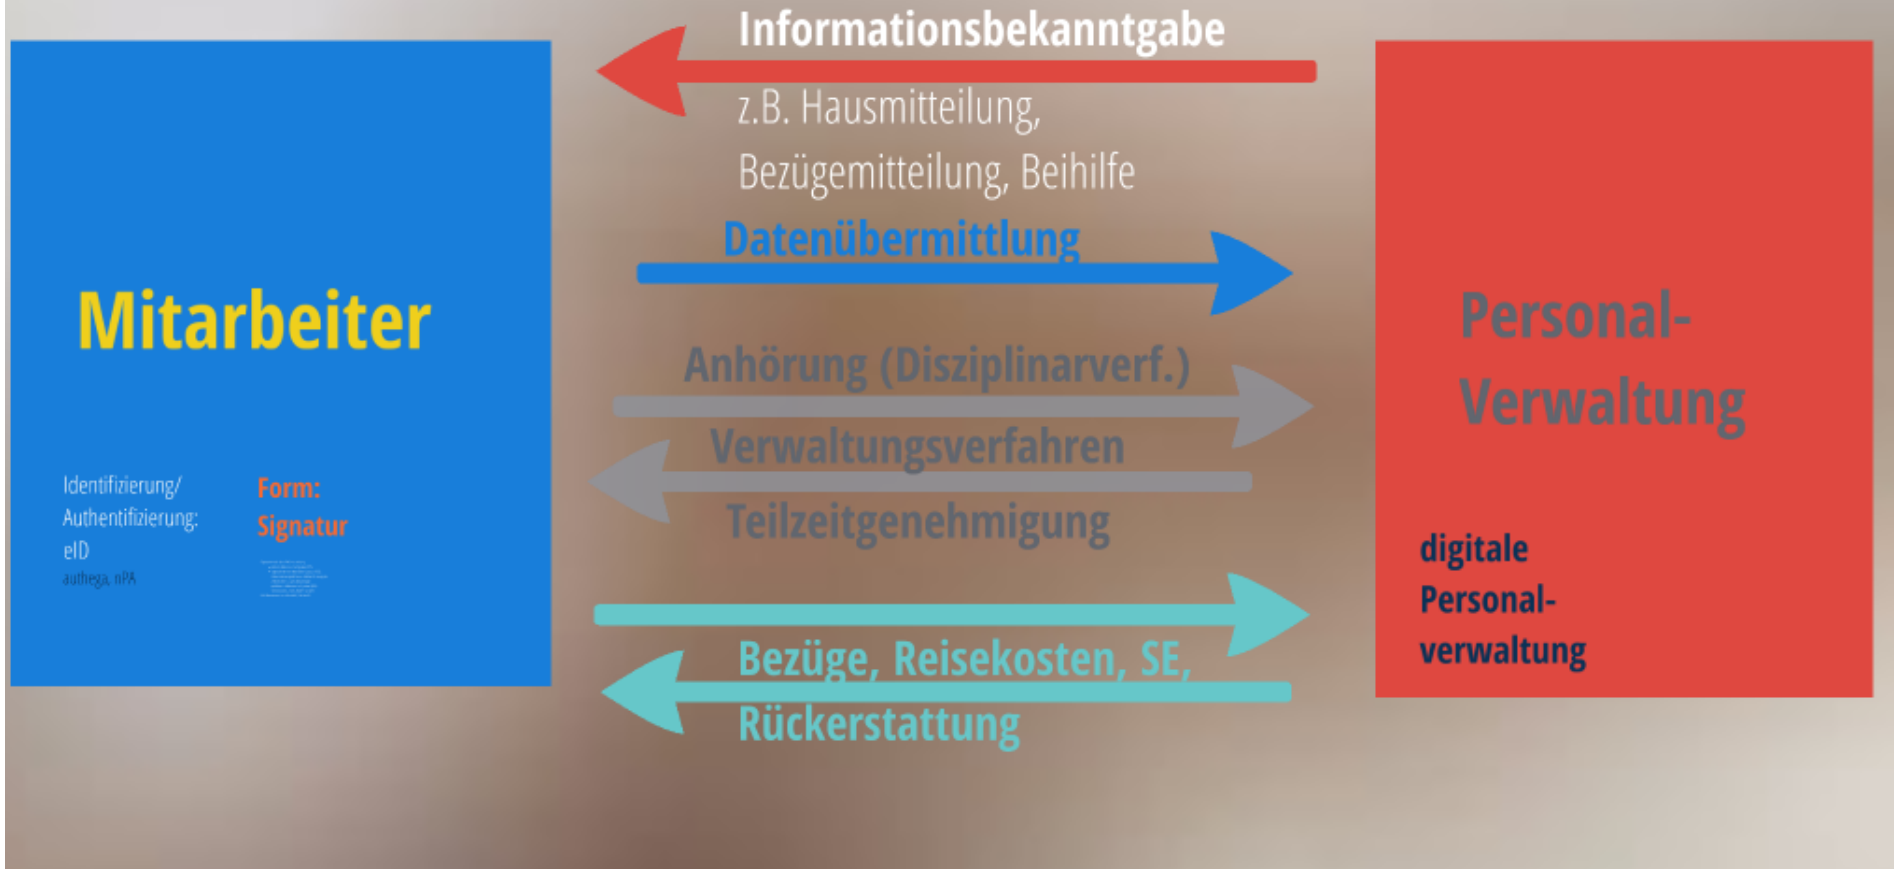 Informationsbekanntgabe
z.B. Hausmitteilung,
Bezügemitteilung, Beihilfe
Datenübermittlung
Mitarbeiter
Anhörung (Disziplinarverf.)
Verwaltungsverfahren
Teilzeitgenehmigung
Bezüge, Reisekosten, SE,
Rückerstattung
Identifizierung/
Authentifizierung:
eID
authega, nPA
Form:
Signatur
Personal-
Verwaltung
digitale
Personal-
verwaltung